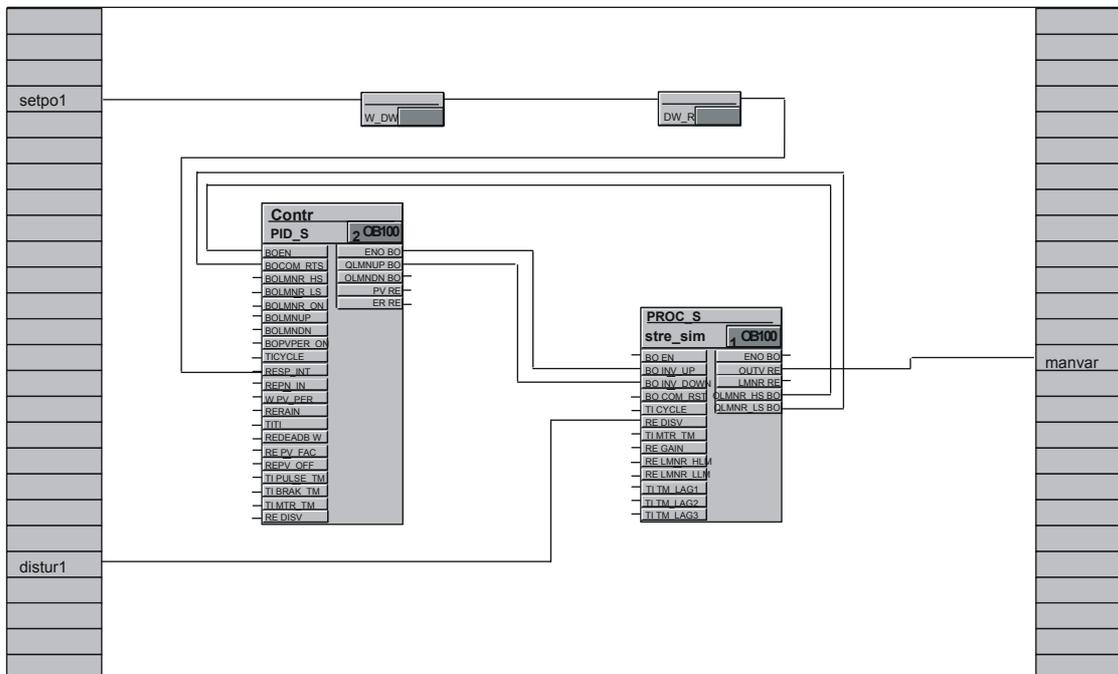 setpo1
W_DW
DW_R
Contr
PID_S
2 OB100
BOEN
BOCOM_RTS
BOLMNR_HS
BOLMNR_LS
BOLMNR_ON
BOLMNUP
BOLMNDN
BOPVPER_ON
TICYCLE
RESP_INT
REPN_IN
W.PV_PER
RERAIN
TITI
REDEADB W
RE PV_FAC
REPV_OFF
TI PULSE_TM
TI BRAK_TM
TI MTR_TM
RE DISV
ENO BO
QLMNUP BO
QLMNDN BO
PV RE
ER RE
PROC_S
stre_sim
1 OB100
BO EN
BO INV_UP
BO INV_DOWN
BO COM_RST
TI CYCLE
RE DISV
TI MTR_TM
RE GAIN
RE LMNR_HLM
RE LMNR_LLM
TI TM_LAG1
TI TM_LAG2
TI TM_LAG3
ENO BO
OUTV RE
LMNR RE
QLMNR_HS BO
QLMNR_LS BO
manvar
distur1